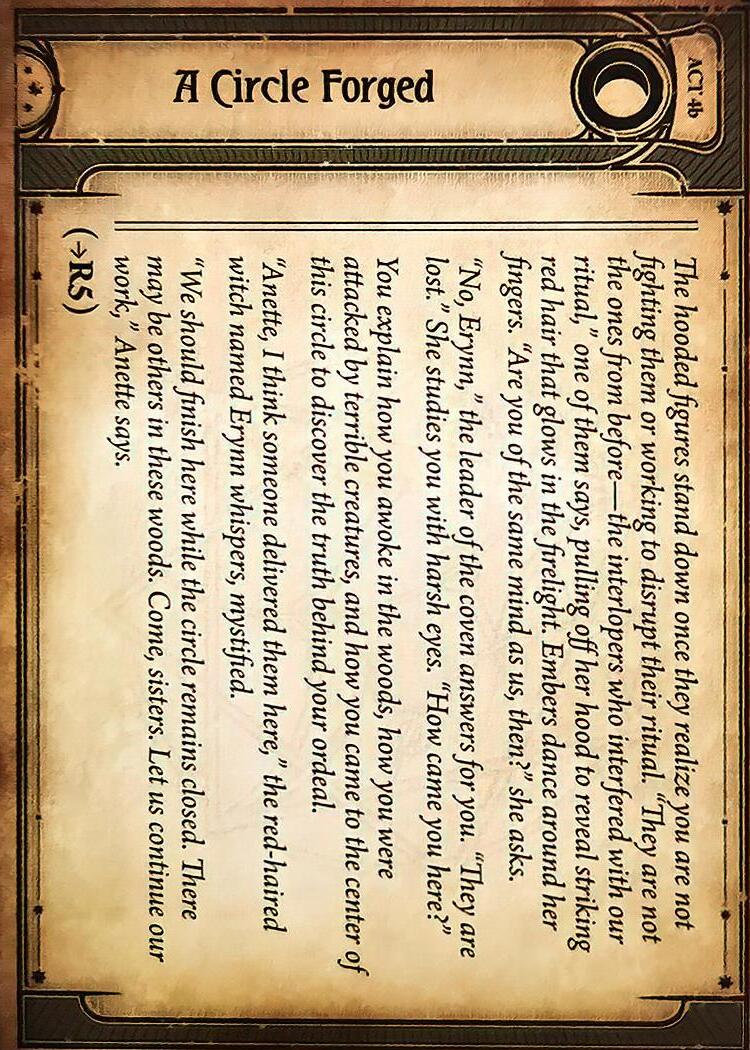 ACT 4b
A Circle Forged
The hooded figures stand down once they realize you are not
fighting them or working to disrupt their ritual. “They are not
the ones from before—the interlopers who interfered with our
ritual,” one of them says, pulling off her hood to reveal striking
red hair that glows in the firelight. Embers dance around her
fingers. “Are you of the same mind as us, then?” she asks.
“No, Erynn,” the leader of the coven answers for you. “They are
lost.” She studies you with harsh eyes. “How came you here?”
You explain how you awoke in the woods, how you were
attacked by terrible creatures, and how you came to the center of
this circle to discover the truth behind your ordeal.
“Anette, I think someone delivered them here,” the red-haired
witch named Erynn whispers, mystified.
“We should finish here while the circle remains closed. There
may be others in these woods. Come, sisters. Let us continue our
work,” Anette says.
(→R5)